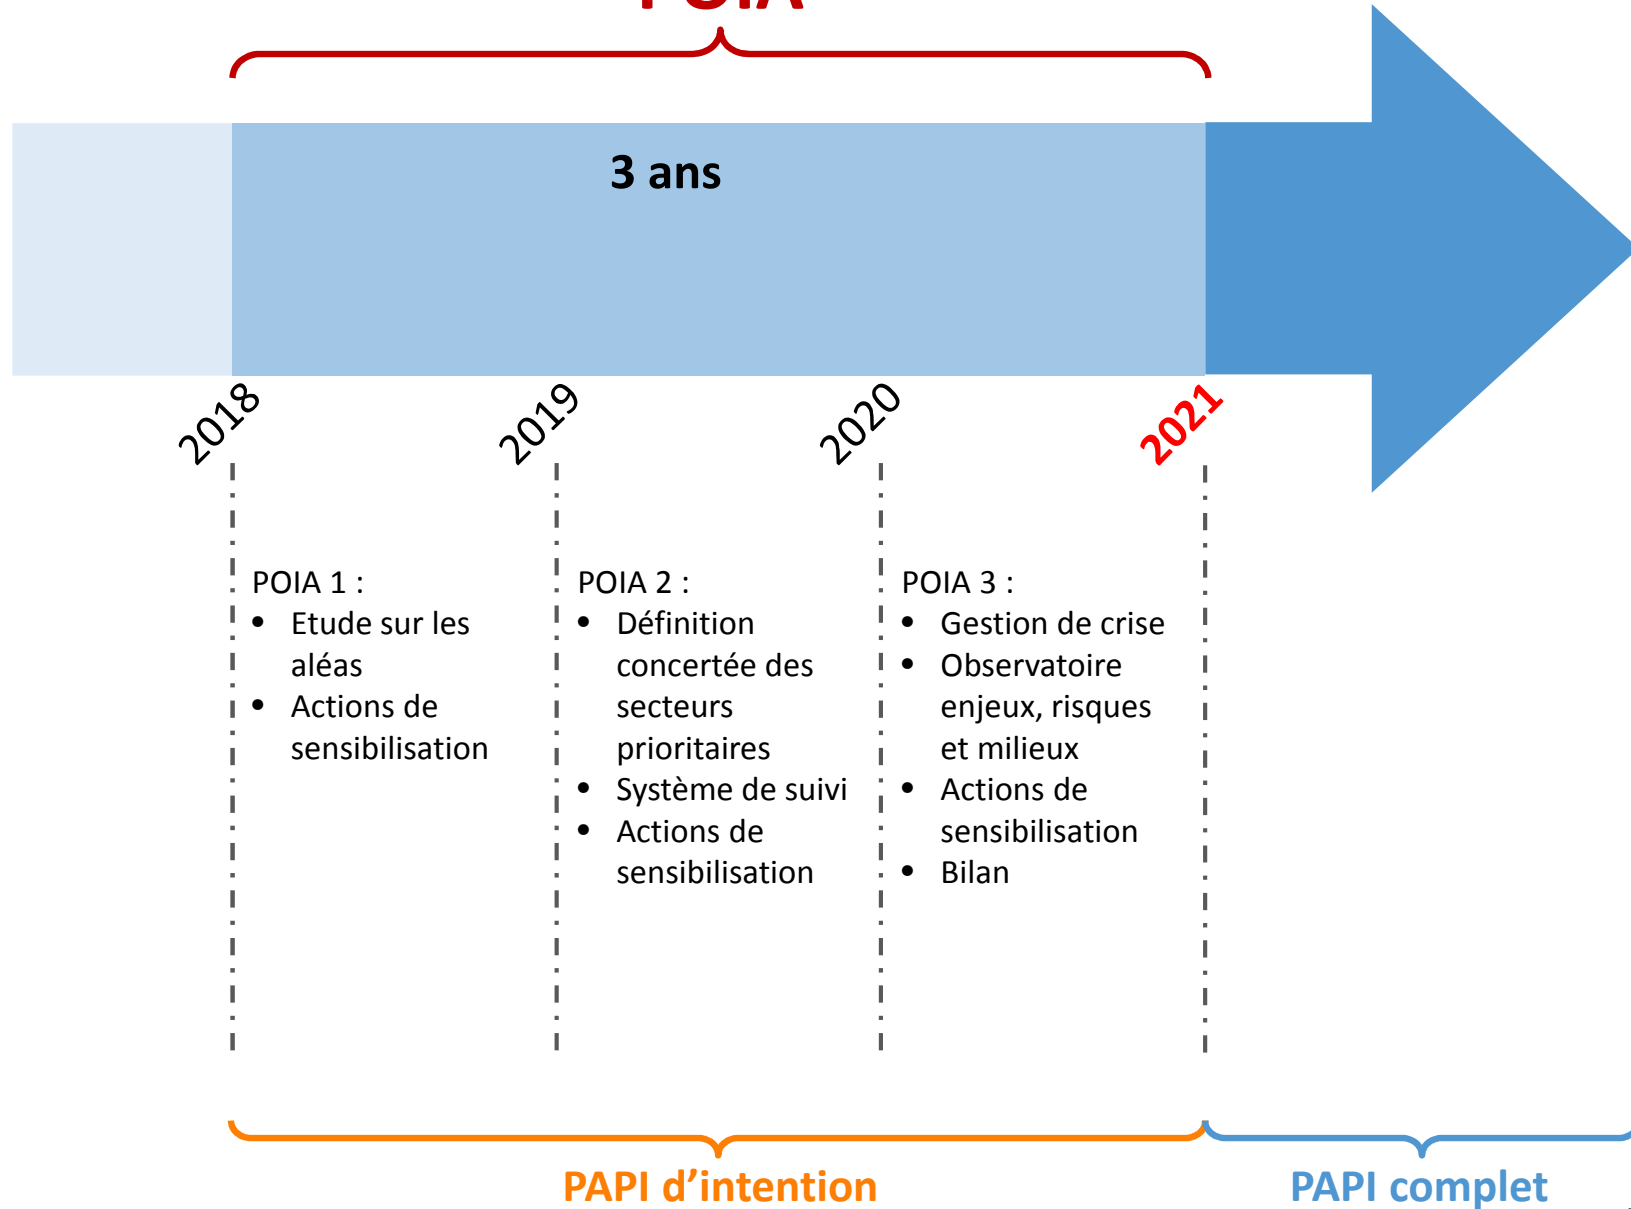 POIA
3 ans
2018
2019
2020
2021
POIA 1 :
• Etude sur les
aléas
• Actions de
sensibilisation
POIA 2 :
• Définition
concertée des
secteurs
prioritaires
• Système de suivi
• Actions de
sensibilisation
POIA 3 :
• Gestion de crise
• Observatoire
enjeux, risques
et milieux
• Actions de
sensibilisation
• Bilan
PAPI d’intention
PAPI complet